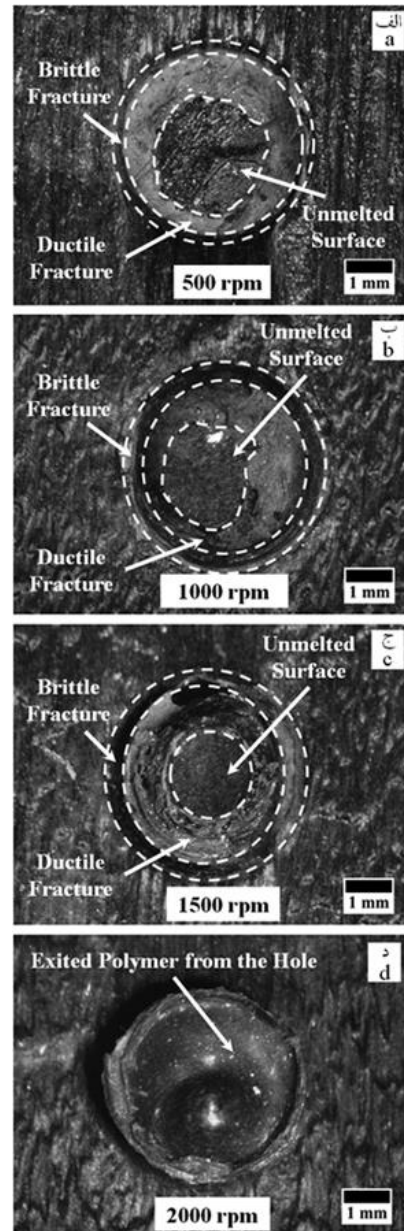 الف
a
Brittle
Fracture
Unmelted
Surface
Ductile
Fracture
500 rpm
1 mm
ب
b
Unmelted
Surface
Brittle
Fracture
Ductile
Fracture
1000 rpm
1 mm
ج
c
Unmelted
Surface
Brittle
Fracture
Ductile
Fracture
1500 rpm
1 mm
د
d
Exited Polymer from the Hole
2000 rpm
1 mm